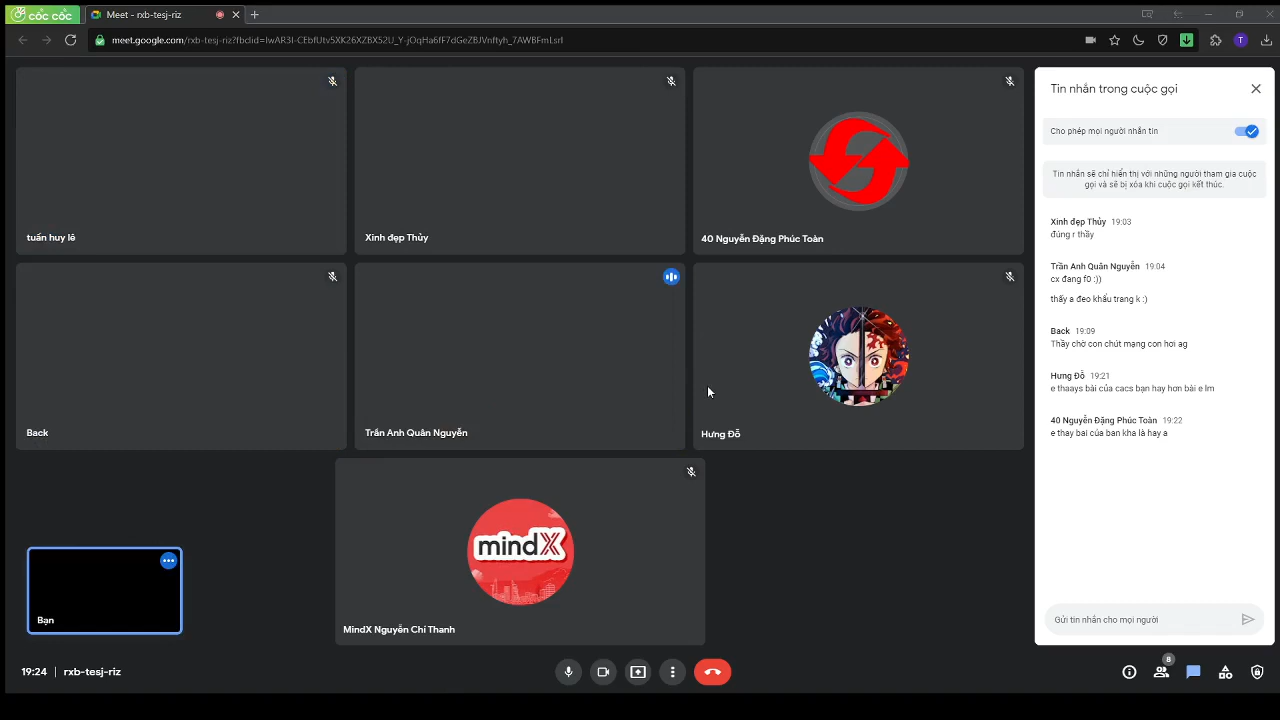 cốc cốc
Meet - rxb-tesj-riz
meet.google.com/rxb-tesj-riz?fbclid=IwAR3I-CEbfUtv5XK26XZBX52U_Y-jOqHa6fF7dGeZBJVnftyh_7AWBFmLsrI
T
tuấn huy lê
Xinh đẹp Thùy
40 Nguyễn Đặng Phúc Toàn
Back
Trần Anh Quân Nguyễn
Hưng Đỗ
mindX
MindX Nguyễn Chí Thanh
Bạn
Tin nhắn trong cuộc gọi
Cho phép mọi người nhắn tin
Tin nhắn sẽ chỉ hiển thị với những người tham gia cuộc
gọi và sẽ bị xóa khi cuộc gọi kết thúc.
Xinh đẹp Thùy 19:03
đúng r thầy
Trần Anh Quân Nguyễn 19:04
cx đang f0 :))
thấy a đeo khẩu trang k :)
Back 19:09
Thầy chờ con chút mạng con hơi ag
Hưng Đỗ 19:21
e thaays bài của cacs bạn hay hơn bài e lm
40 Nguyễn Đặng Phúc Toàn 19:22
e thay bai của ban kha là hay a
Gửi tin nhắn cho mọi người
19:24 | rxb-tesj-riz
8